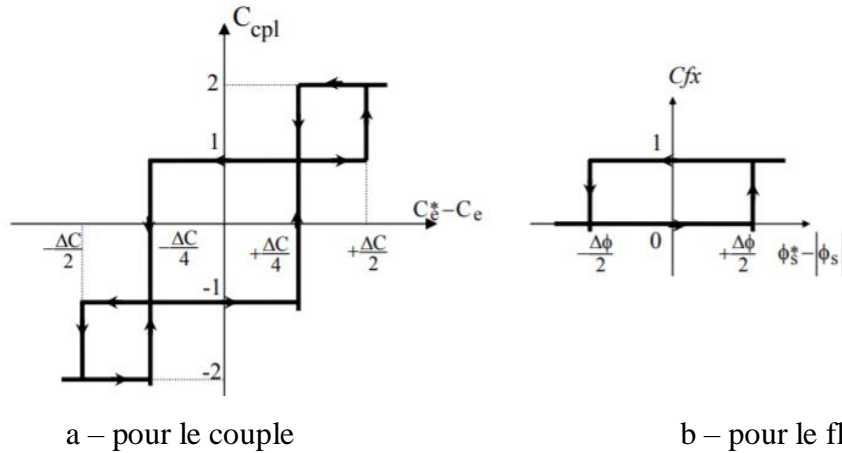 C_cpl
2
1
C_e^*−C_e
−ΔC/2
−ΔC/4
+ΔC/4
+ΔC/2
-1
-2
Cfx
1
0
−Δϕ/2
+Δϕ/2
ϕ_s^*−|ϕ_s|
a – pour le couple
b – pour le